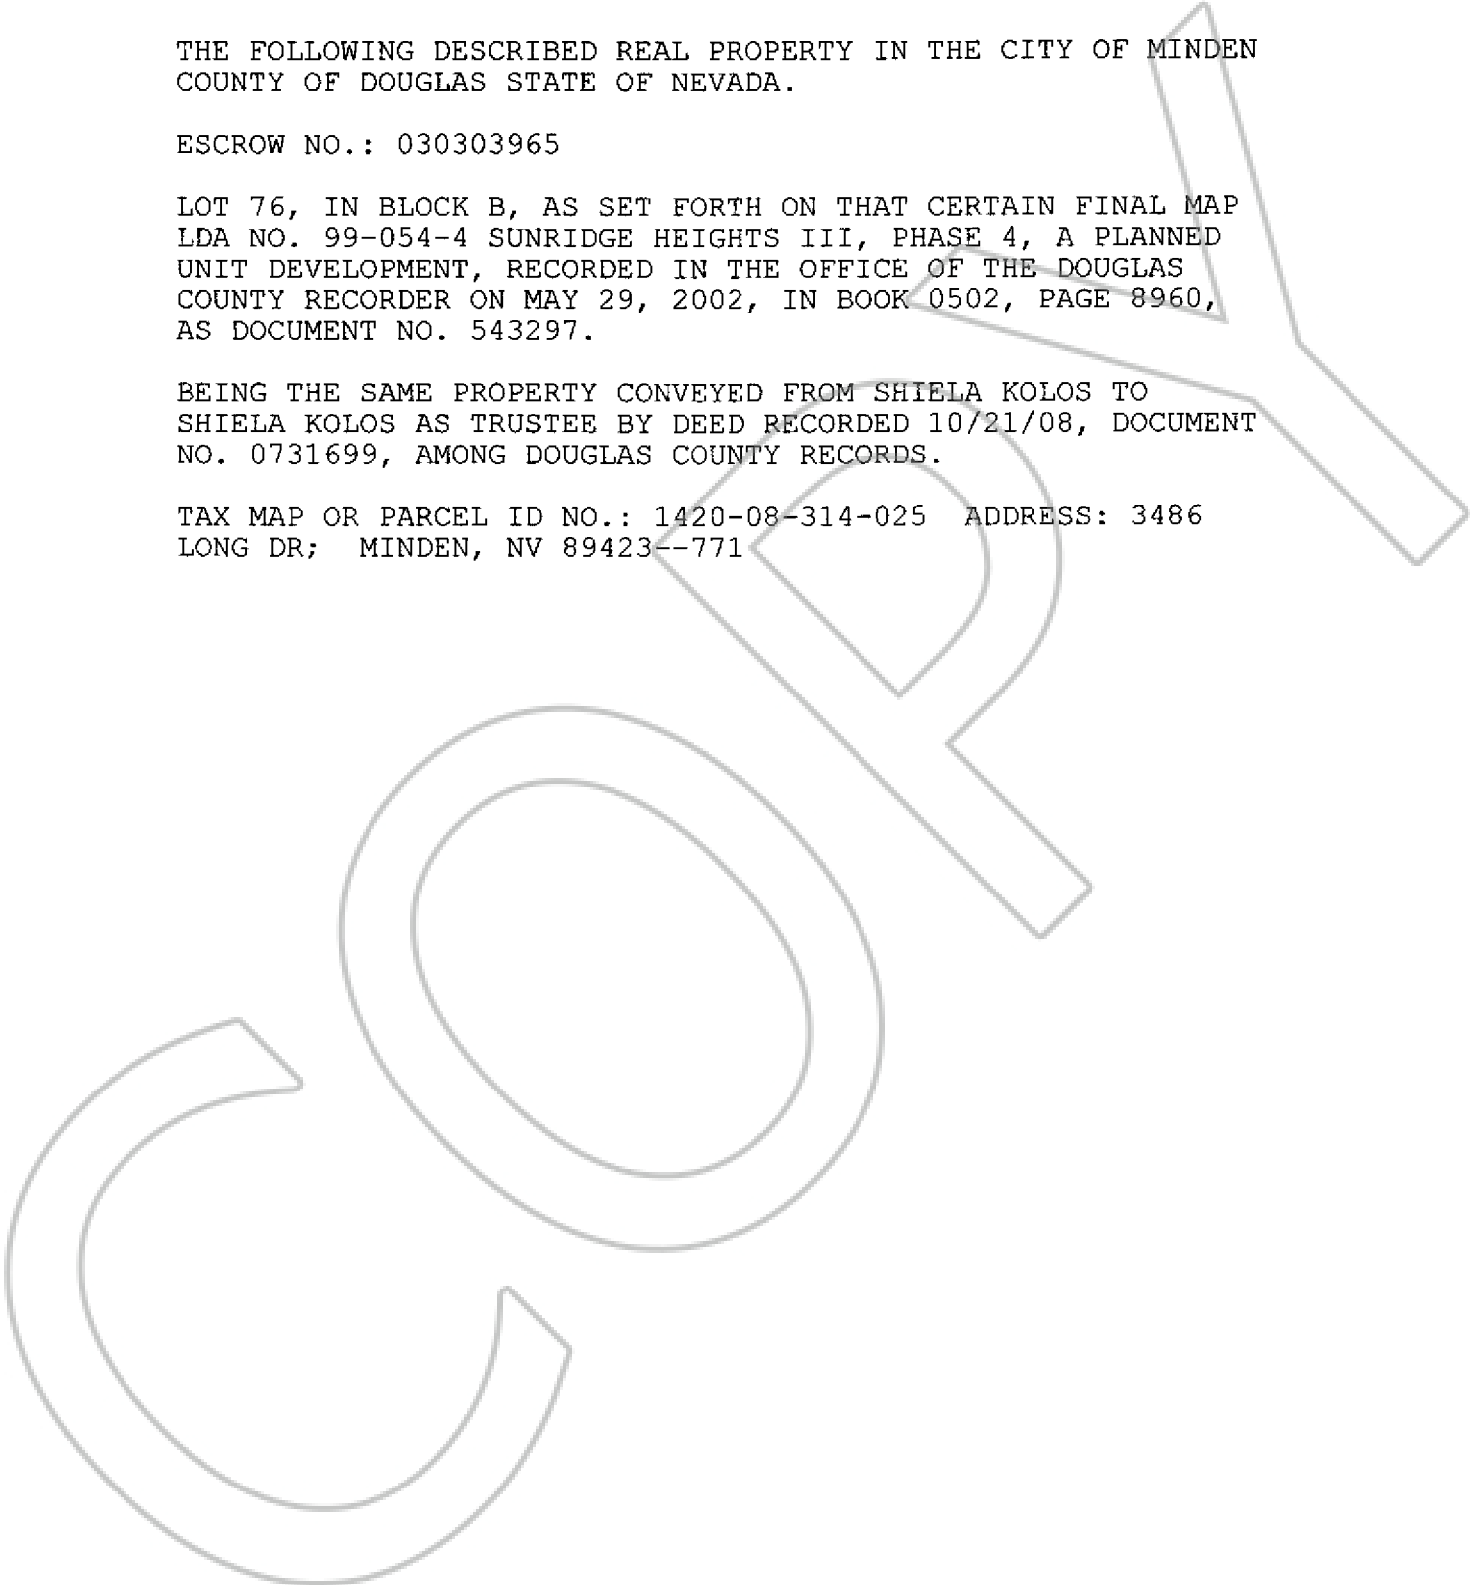 THE FOLLOWING DESCRIBED REAL PROPERTY IN THE CITY OF MINDEN
COUNTY OF DOUGLAS STATE OF NEVADA.
ESCROW NO.: 030303965
LOT 76, IN BLOCK B, AS SET FORTH ON THAT CERTAIN FINAL MAP
LDA NO. 99-054-4 SUNRIDGE HEIGHTS III, PHASE 4, A PLANNED
UNIT DEVELOPMENT, RECORDED IN THE OFFICE OF THE DOUGLAS
COUNTY RECORDER ON MAY 29, 2002, IN BOOK 0502, PAGE 8960,
AS DOCUMENT NO. 543297.
BEING THE SAME PROPERTY CONVEYED FROM SHIELA KOLOS TO
SHIELA KOLOS AS TRUSTEE BY DEED RECORDED 10/21/08, DOCUMENT
NO. 0731699, AMONG DOUGLAS COUNTY RECORDS.
TAX MAP OR PARCEL ID NO.: 1420-08-314-025  ADDRESS: 3486
LONG DR;  MINDEN, NV 89423--771
COPY